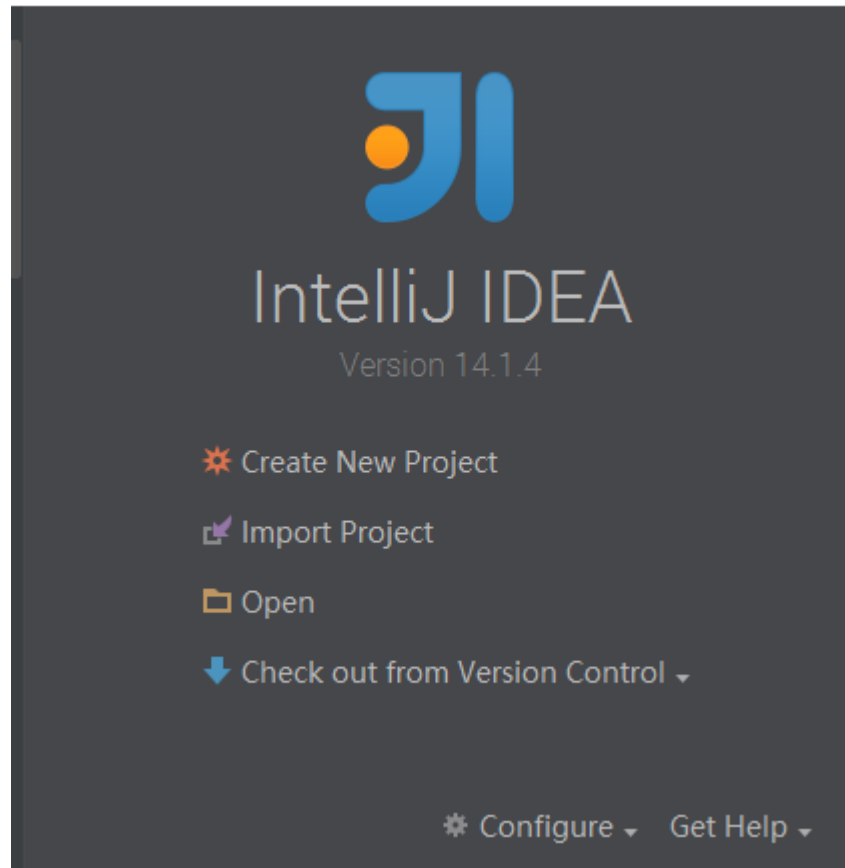 IntelliJ IDEA
Version 14.1.4
Create New Project
Import Project
Open
Check out from Version Control
Configure Get Help